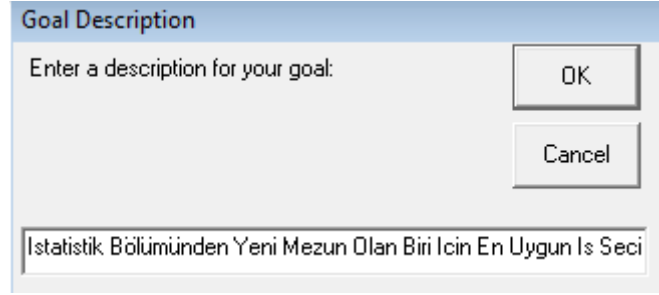 Goal Description
Enter a description for your goal:
OK
Cancel
Istatistik Bölümünden Yeni Mezun Olan Biri Icin En Uygun Is Seci